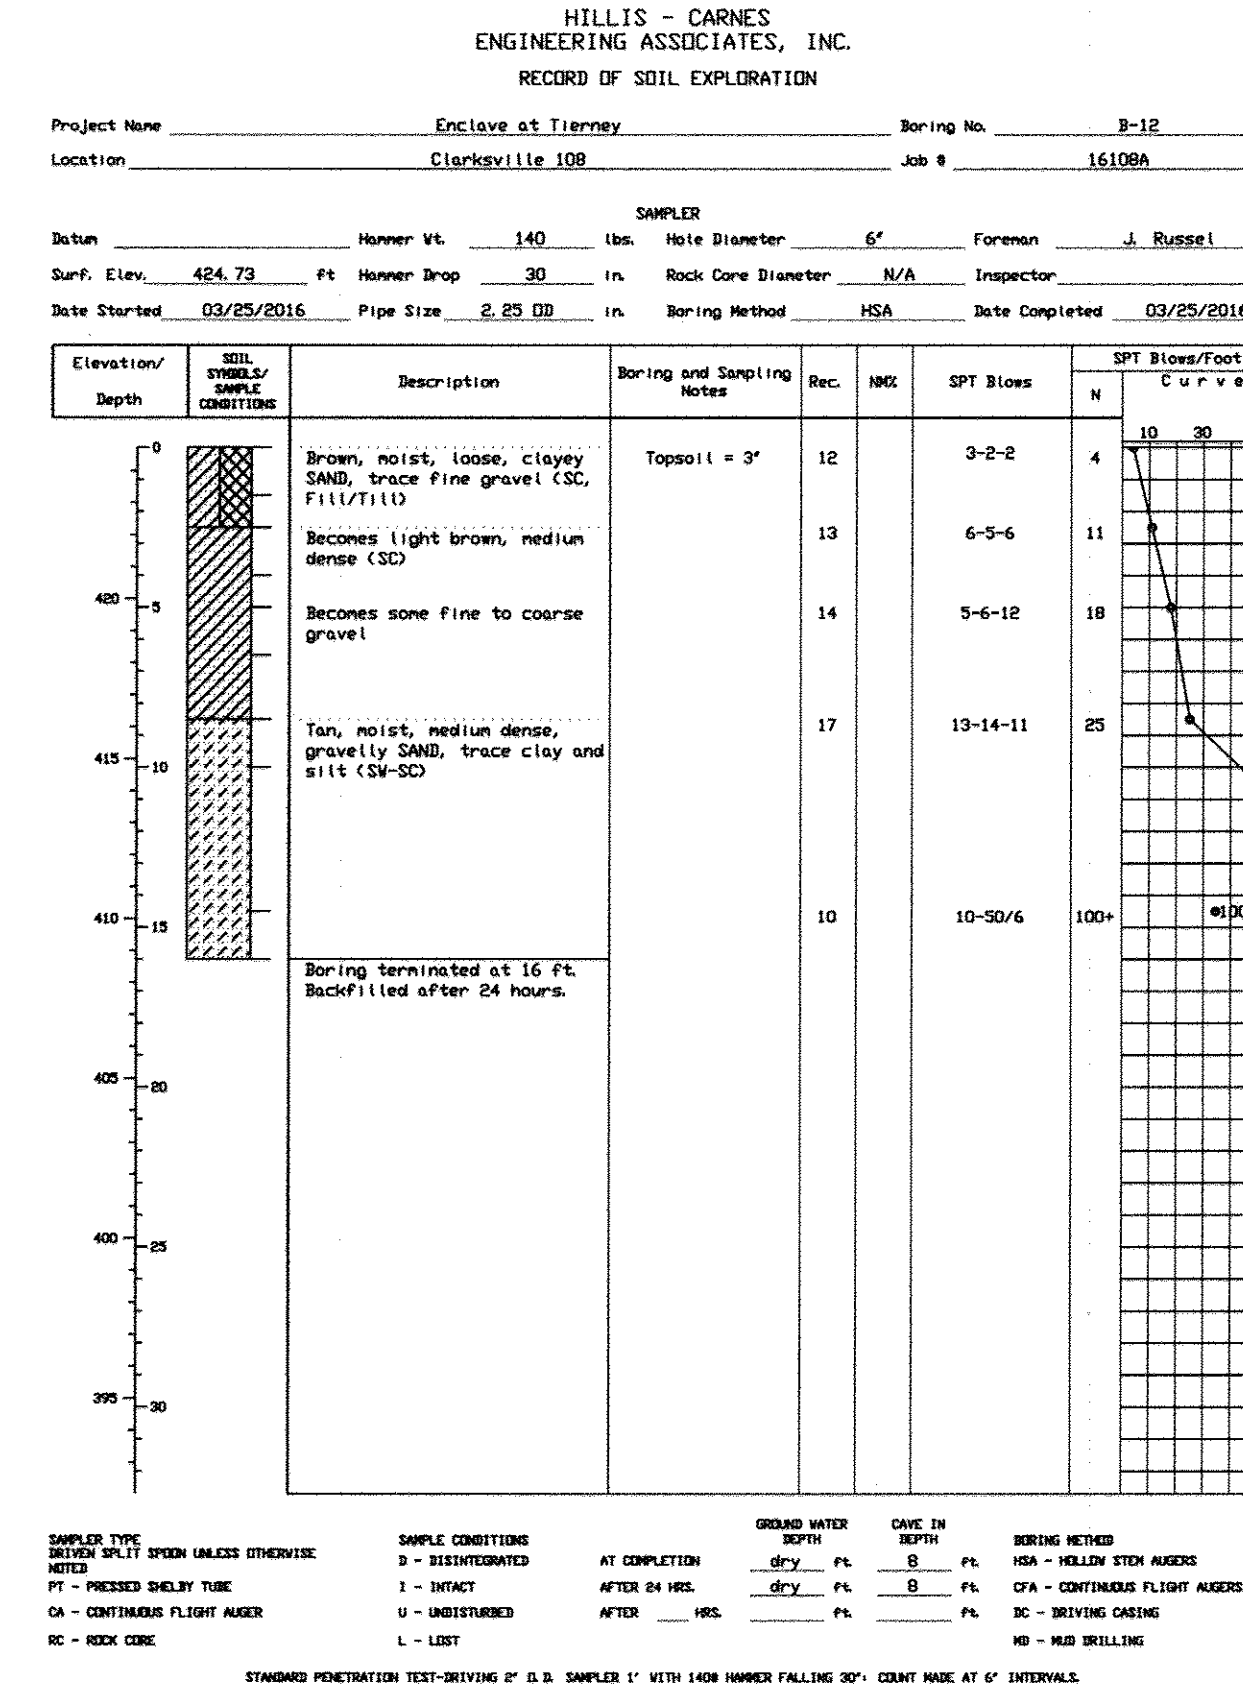 HILLIS - CARNES
ENGINEERING ASSOCIATES, INC.
RECORD OF SOIL EXPLORATION
Project Name Enclave at Tierney Boring No. B-12
Location Clarksville 108 Job # 16108A
SAMPLER
Datum Hammer Wt. 140 lbs. Hole Diameter 6" Foreman J. Russel
Surf. Elev. 424.73 ft Hammer Drop 30 in. Rock Core Diameter N/A Inspector
Date Started 03/25/2016 Pipe Size 2.25 OD in. Boring Method HSA Date Completed 03/25/2016
Elevation/ Depth
SOIL SYMBOLS/ SAMPLE CONDITIONS
Description
Boring and Sampling Notes
Rec.
NM%
SPT Blows
SPT Blows/Foot
N
Curve
10 30
0
Brown, moist, loose, clayey Topsoil = 3" 12 3-2-2 4
SAND, trace fine gravel (SC,
Fill/Till)
Becomes light brown, medium 13 6-5-6 11
dense (SC)
420 5
Becomes some fine to coarse 14 5-6-12 18
gravel
Tan, moist, medium dense, 17 13-14-11 25
gravelly SAND, trace clay and
silt (SW-SC)
415 10
410 15 10 10-50/6 100+ 100
Boring terminated at 16 ft.
Backfilled after 24 hours.
405 20
400 25
395 30
SAMPLER TYPE
DRIVEN SPLIT SPOON UNLESS OTHERWISE
NOTED
PT - PRESSED SHELBY TUBE
CA - CONTINUOUS FLIGHT AUGER
RC - ROCK CORE
SAMPLE CONDITIONS
D - DISINTEGRATED
I - INTACT
U - UNDISTURBED
L - LOST
GROUND WATER DEPTH CAVE IN DEPTH
AT COMPLETION dry ft. 8 ft.
AFTER 24 HRS. dry ft. 8 ft.
AFTER HRS. ft. ft.
BORING METHOD
HSA - HOLLOW STEM AUGERS
CFA - CONTINUOUS FLIGHT AUGERS
DC - DRIVING CASING
MD - MUD DRILLING
STANDARD PENETRATION TEST-DRIVING 2" O.D. SAMPLER 1' WITH 140# HAMMER FALLING 30": COUNT MADE AT 6" INTERVALS.